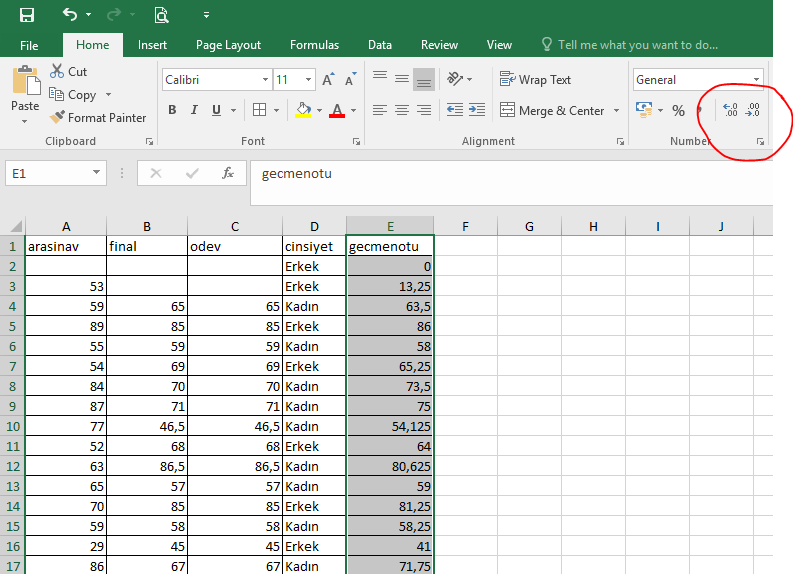 File Home Insert Page Layout Formulas Data Review View Tell me what you want to do...
Paste
Cut
Copy
Format Painter
Clipboard
Calibri 11 A A
B I U A
Font
Wrap Text
Merge & Center
Alignment
General
% ←.0 .00 .00 →.0
Number
E1 fx gecmenotu
A B C D E F G H I J
1 arasinav final odev cinsiyet gecmenotu
2 Erkek 0
3 53 Erkek 13,25
4 59 65 65 Kadın 63,5
5 89 85 85 Erkek 86
6 55 59 59 Kadın 58
7 54 69 69 Erkek 65,25
8 84 70 70 Kadın 73,5
9 87 71 71 Kadın 75
10 77 46,5 46,5 Kadın 54,125
11 52 68 68 Erkek 64
12 63 86,5 86,5 Kadın 80,625
13 65 57 57 Kadın 59
14 70 85 85 Erkek 81,25
15 59 58 58 Kadın 58,25
16 29 45 45 Erkek 41
17 86 67 67 Kadın 71,75